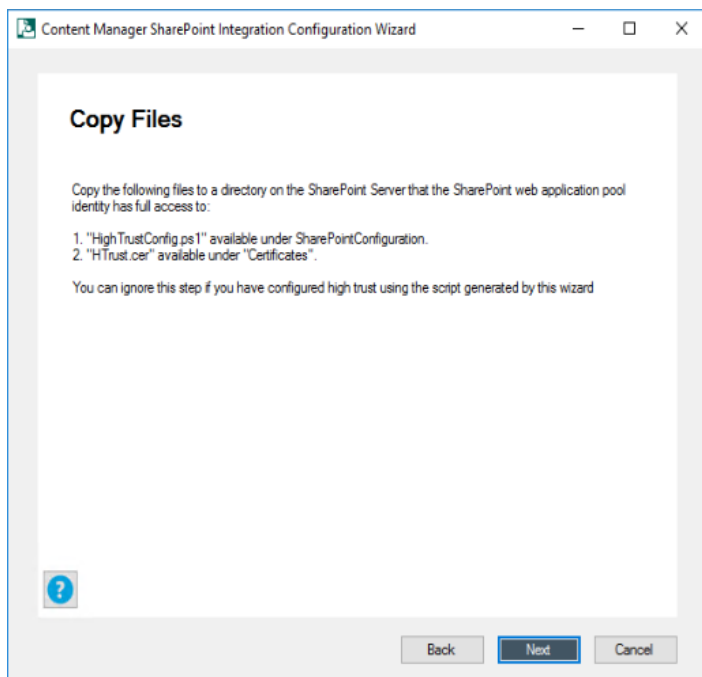 Content Manager SharePoint Integration Configuration Wizard
Copy Files
Copy the following files to a directory on the SharePoint Server that the SharePoint web application pool
identity has full access to:
1. "HighTrustConfig.ps1" available under SharePointConfiguration.
2. "HTrust.cer" available under "Certificates".
You can ignore this step if you have configured high trust using the script generated by this wizard
?
Back Next Cancel